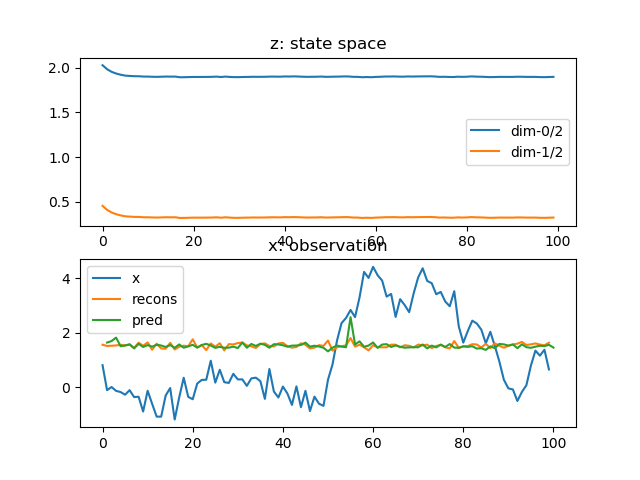 z: state space
2.0
1.5
1.0
0.5
dim-0/2
dim-1/2
0 20 40 60 80 100
x: observation
4
2
0
x
recons
pred
0 20 40 60 80 100